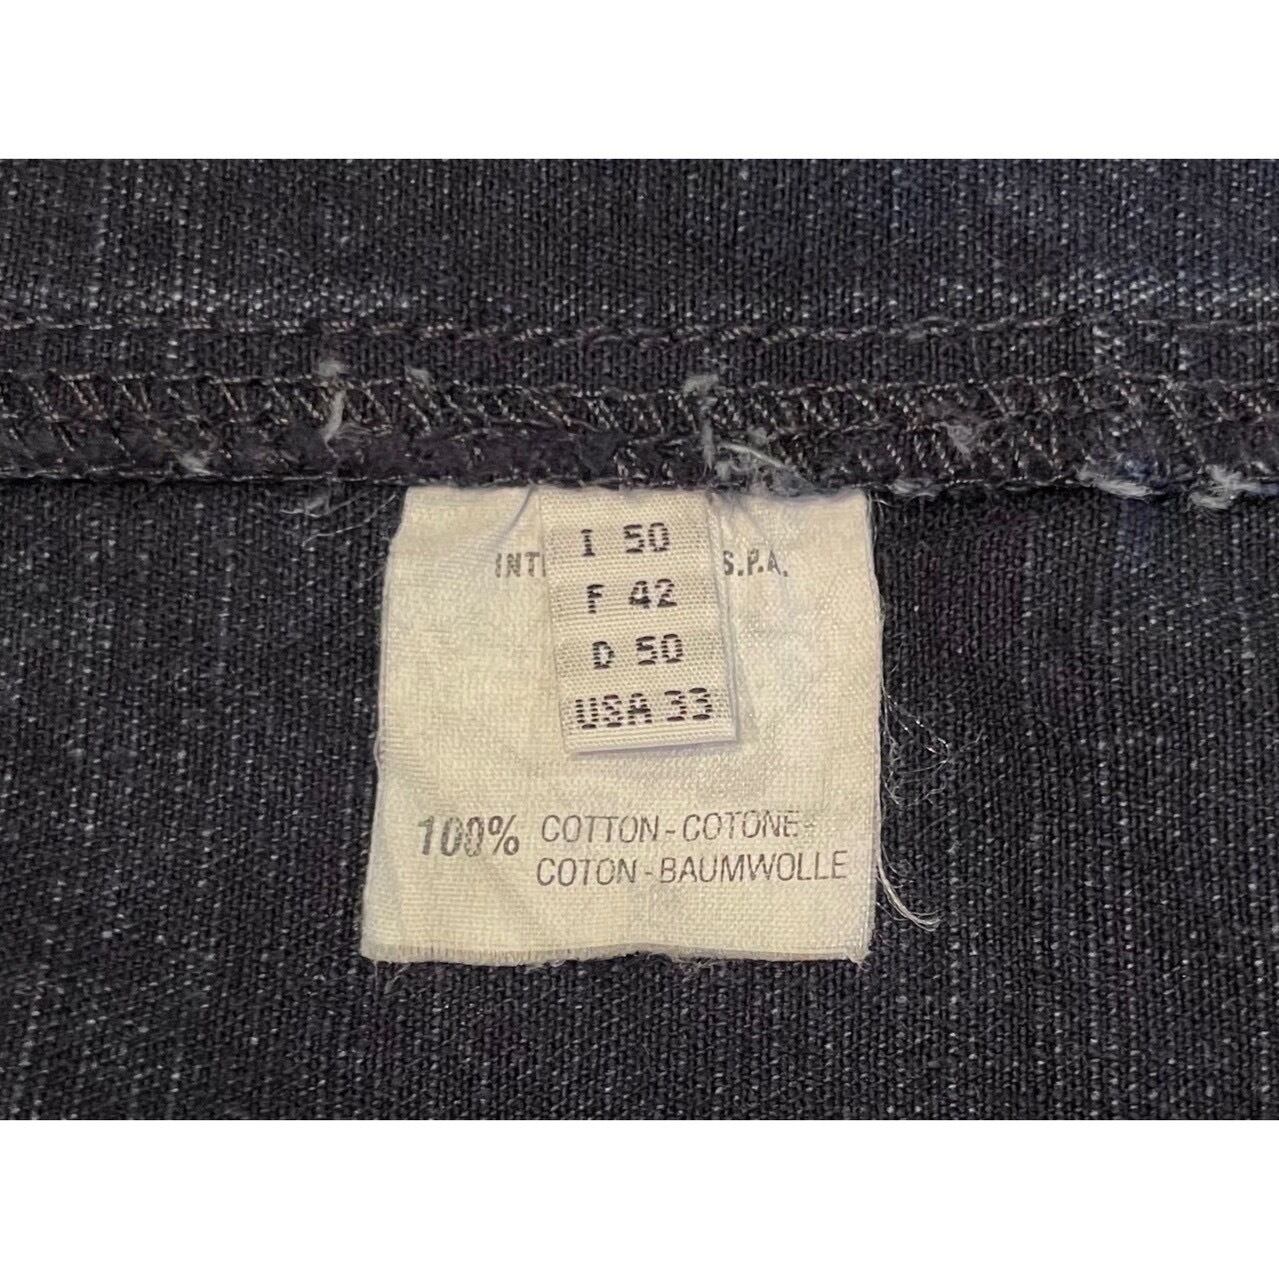 I 50
F 42
D 50
USA 33
S.P.A.
100% COTTON-COTONE-
COTON-BAUMWOLLE